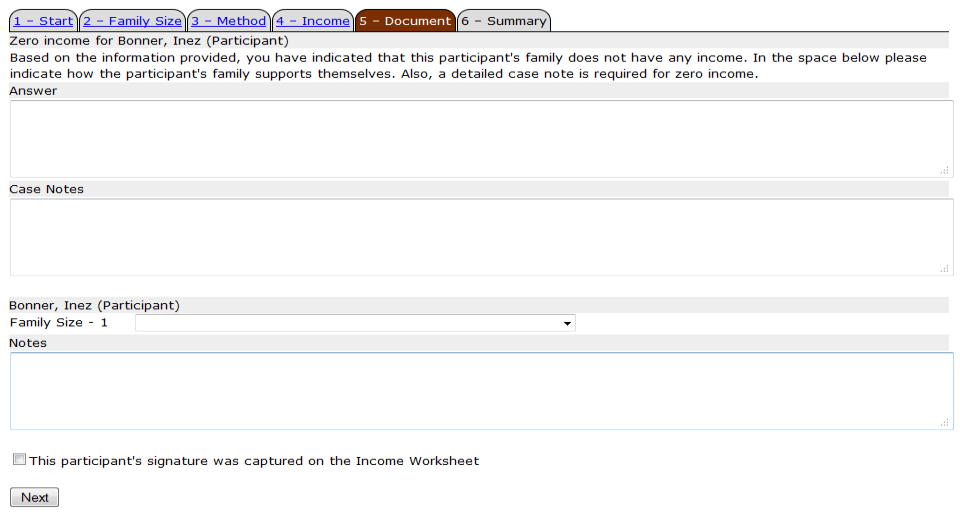 1 – Start 2 – Family Size 3 – Method 4 – Income 5 – Document 6 – Summary
Zero income for Bonner, Inez (Participant)
Based on the information provided, you have indicated that this participant's family does not have any income. In the space below please
indicate how the participant's family supports themselves. Also, a detailed case note is required for zero income.
Answer
Case Notes
Bonner, Inez (Participant)
Family Size - 1
Notes
This participant's signature was captured on the Income Worksheet
Next